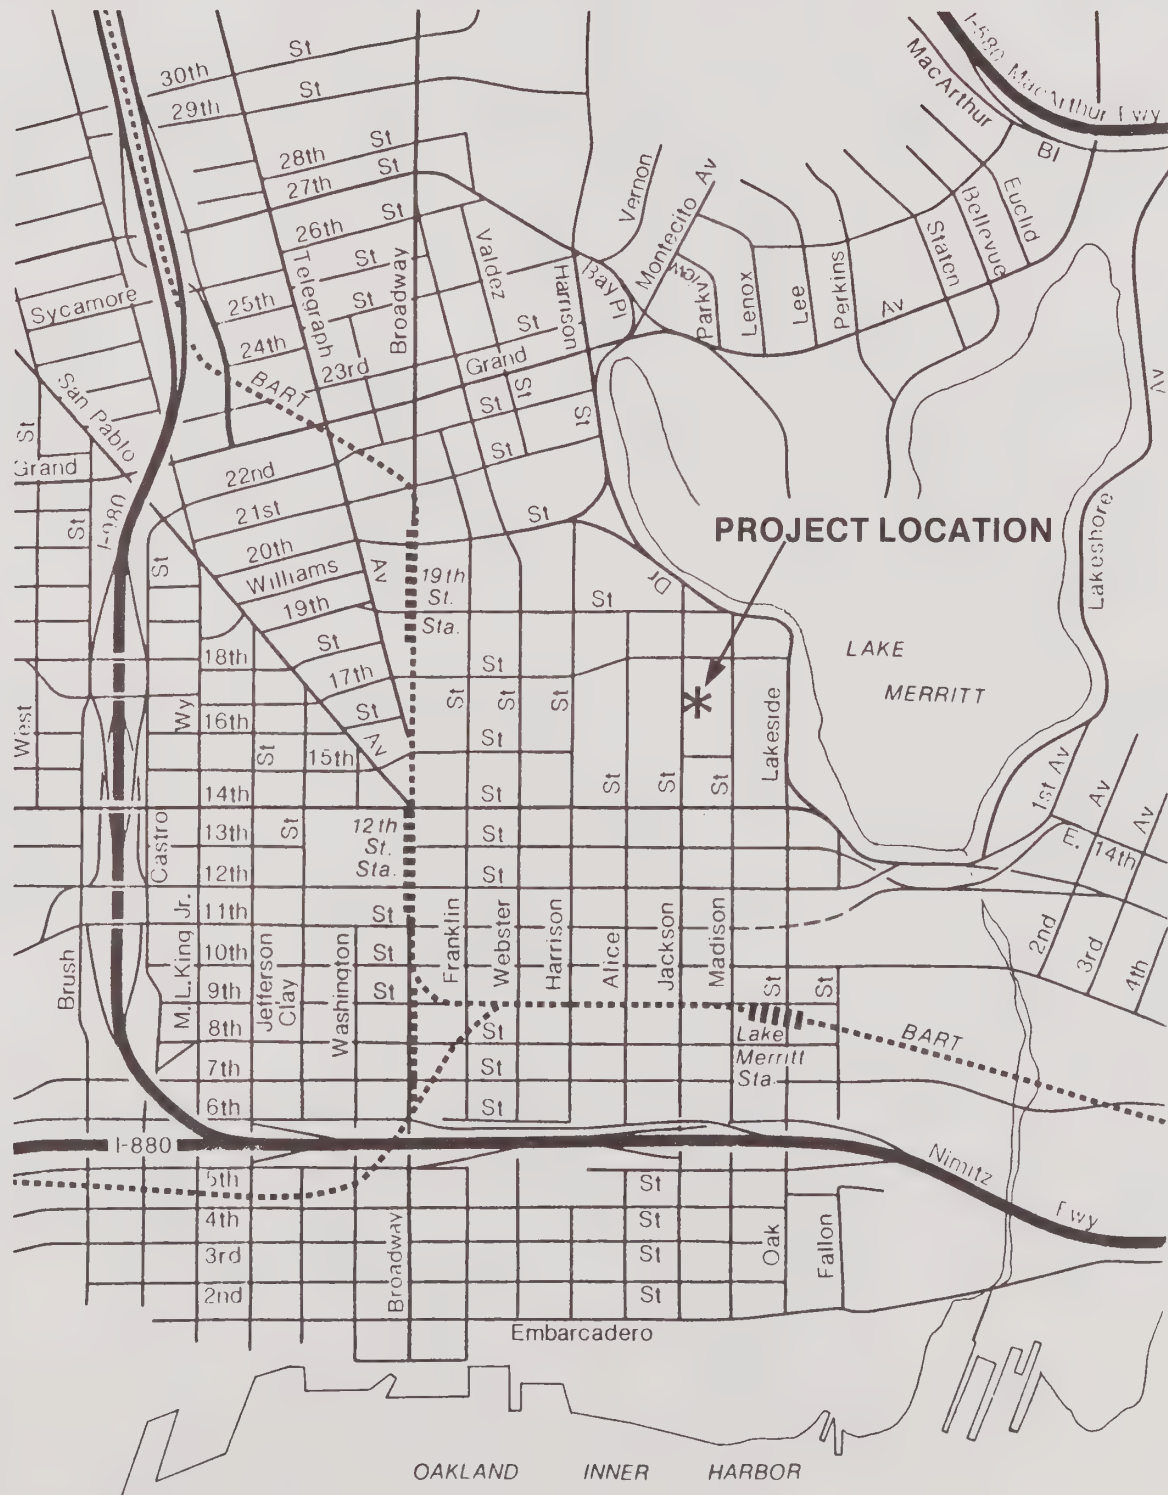 I-580 MacArthur Fwy
MacArthur
Bl
30th St
29th St
28th St
27th St
26th St
25th St
24th
23rd St
Grand Av
Sycamore
San Pablo Av
Telegraph Av
Broadway
Valdez St
Harrison St
Bay Pl
Vernon
Montecito Av
Parkview
Lenox
Lee
Perkins
Staten
Bellevue
Euclid
BART
Grand
St
St
I-980
22nd St
21st St
20th St
Williams
19th St
18th
17th St
16th St
15th St
14th St
13th St
12th St
11th St
10th St
9th St
8th St
7th St
6th St
19th
St.
Sta.
12th
St.
Sta.
PROJECT LOCATION
LAKE
MERRITT
Lakeshore Av
Lakeside Dr
1st Av
E. 14th
2nd Av
3rd Av
4th
West
Brush
Castro St
M. L. King Jr. Wy
Jefferson St
Clay St
Washington
Franklin St
Webster St
Harrison St
Alice St
Jackson St
Madison St
St
St
Lake
Merritt
Sta.
BART
I-880
Nimitz Fwy
5th St
4th St
3rd St
2nd St
Broadway
Oak
Fallon
Embarcadero
OAKLAND INNER HARBOR